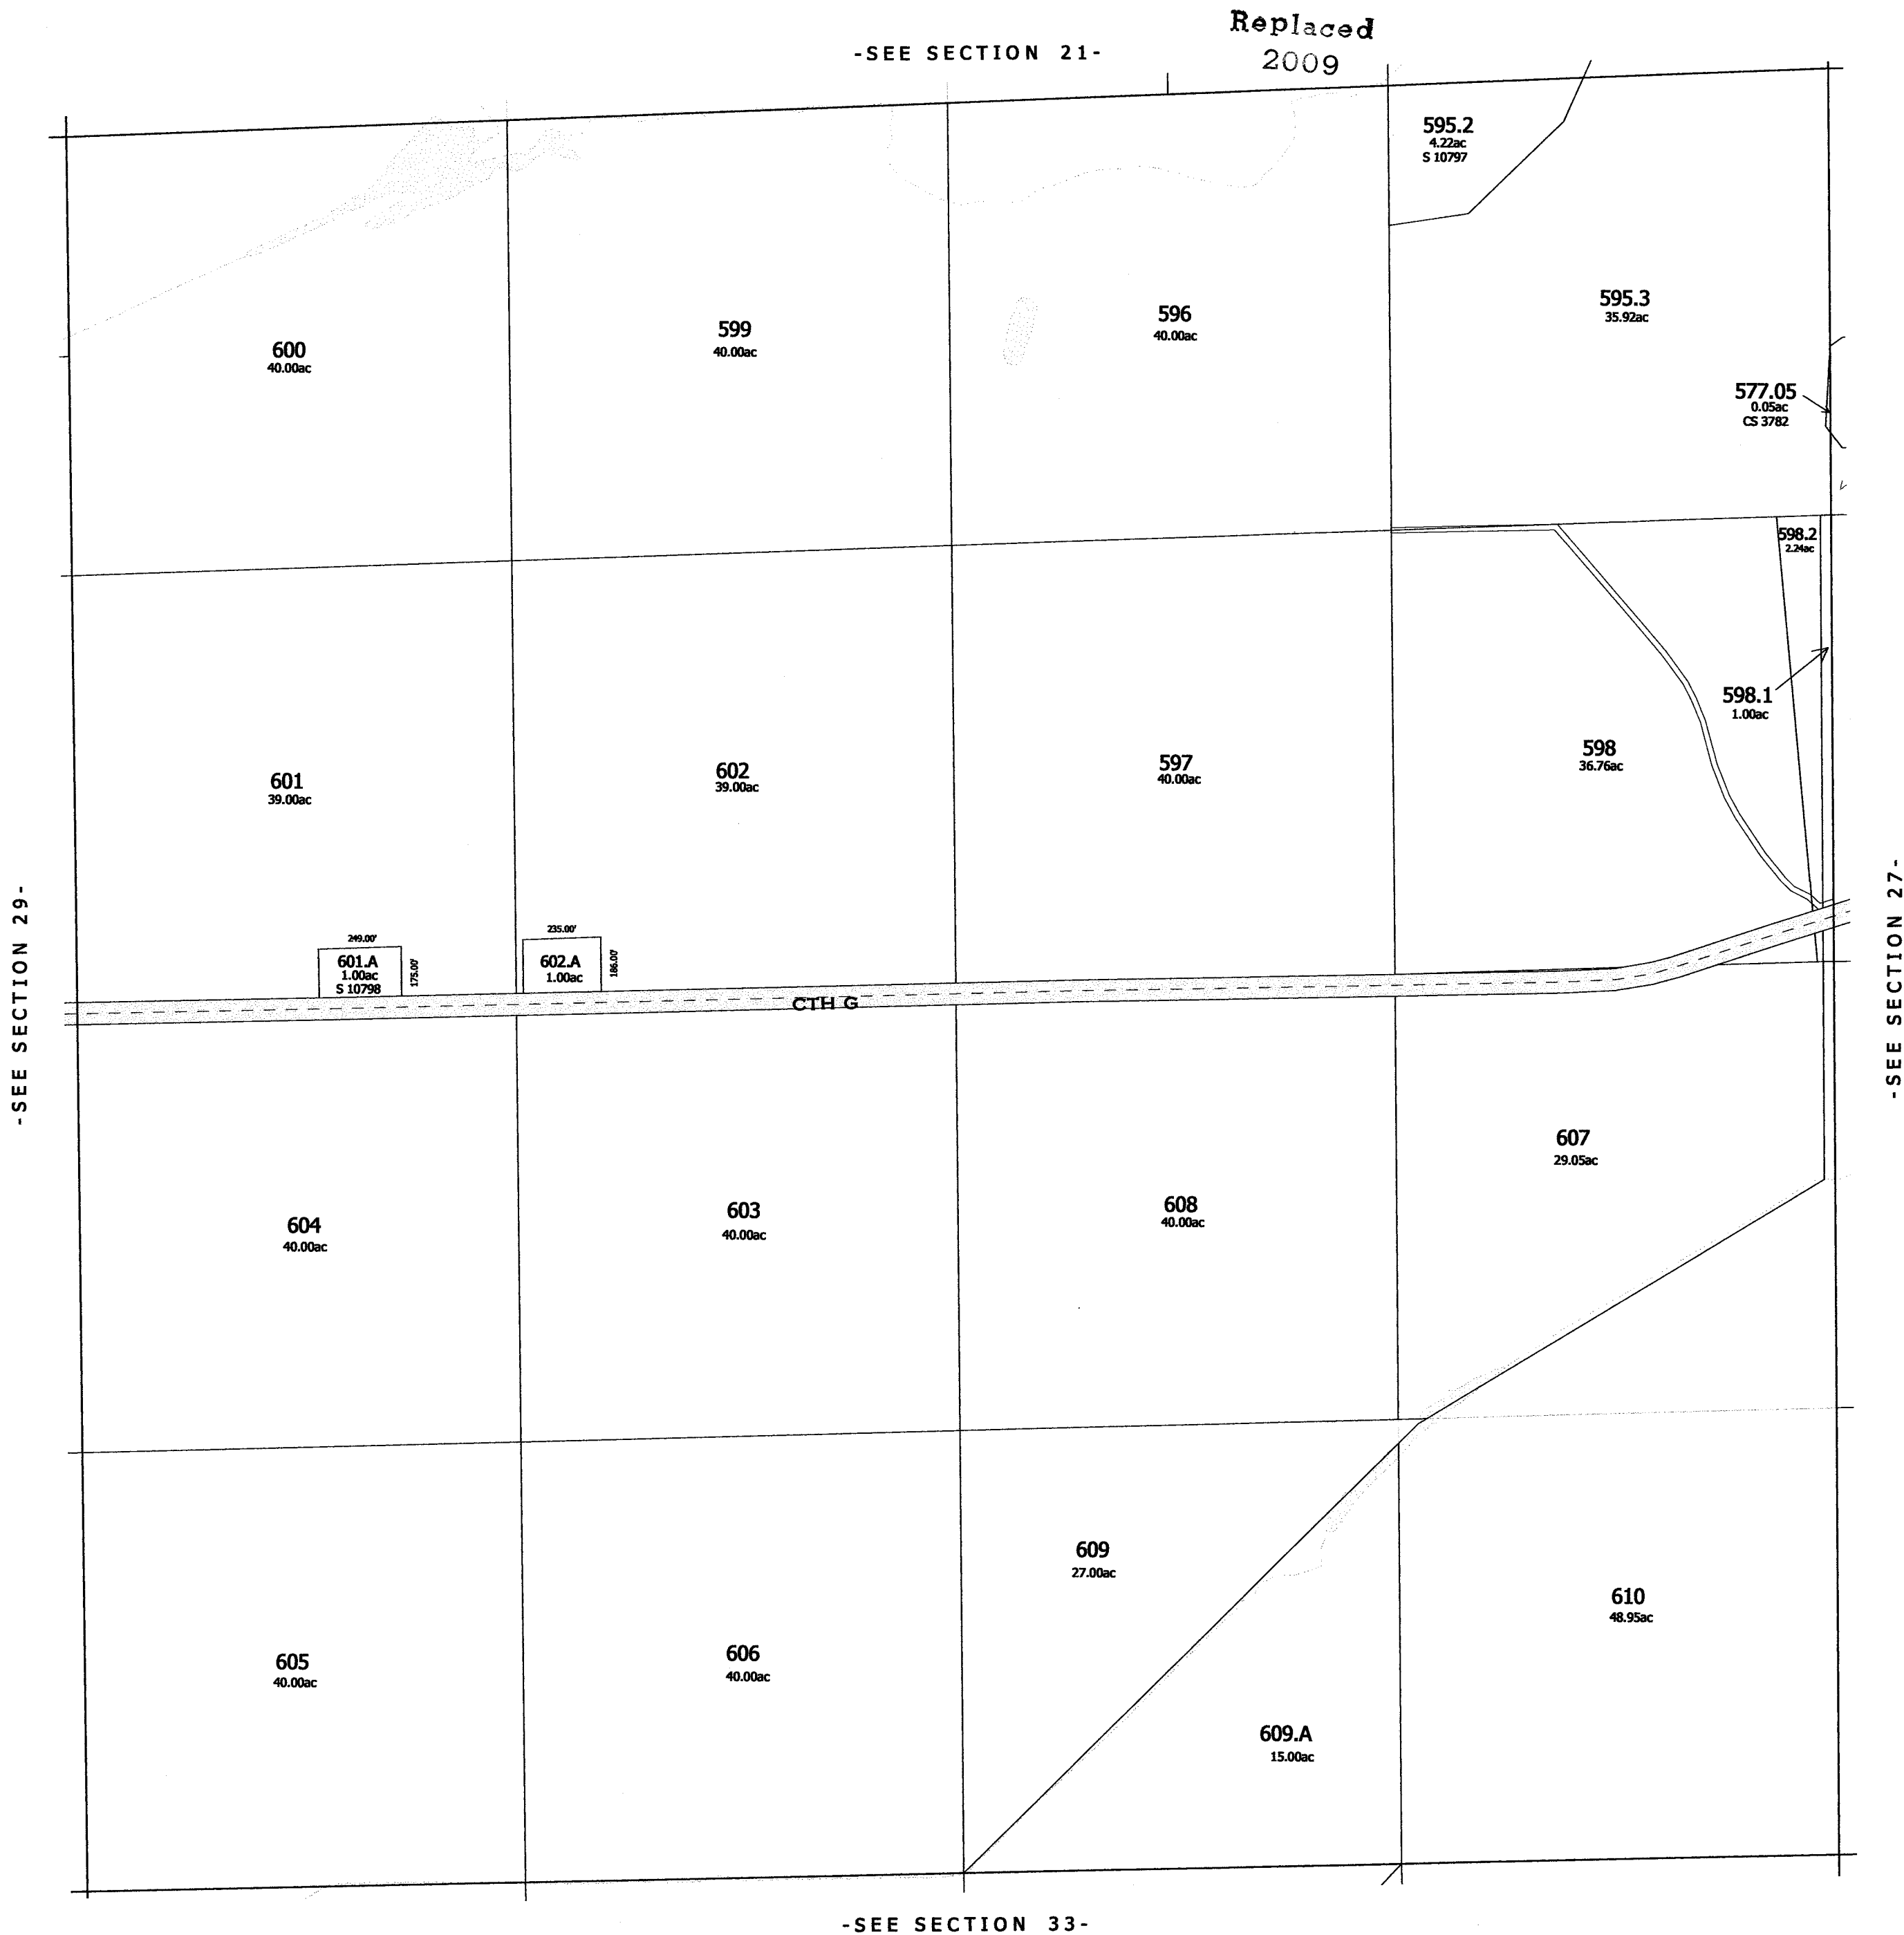 Replaced
2009
-SEE SECTION 21-
595.2
4.22ac
S 10797
595.3
35.92ac
596
40.00ac
599
40.00ac
600
40.00ac
577.05
0.05ac
CS 3782
598.2
2.24ac
598.1
1.00ac
598
36.76ac
597
40.00ac
602
39.00ac
601
39.00ac
249.00'
601.A
1.00ac
S 10798
175.00'
235.00'
602.A
1.00ac
186.00'
CTH G
-SEE SECTION 29-
-SEE SECTION 27-
607
29.05ac
608
40.00ac
603
40.00ac
604
40.00ac
609
27.00ac
610
48.95ac
606
40.00ac
605
40.00ac
609.A
15.00ac
-SEE SECTION 33-